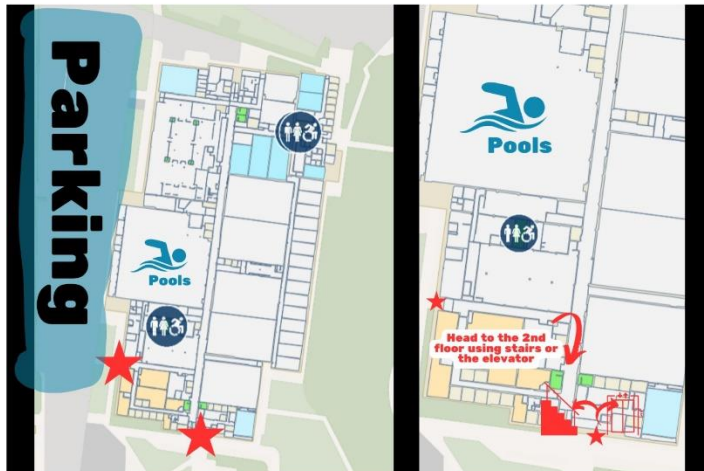 Parking
Pools
Pools
Head to the 2nd
floor using stairs or
the elevator